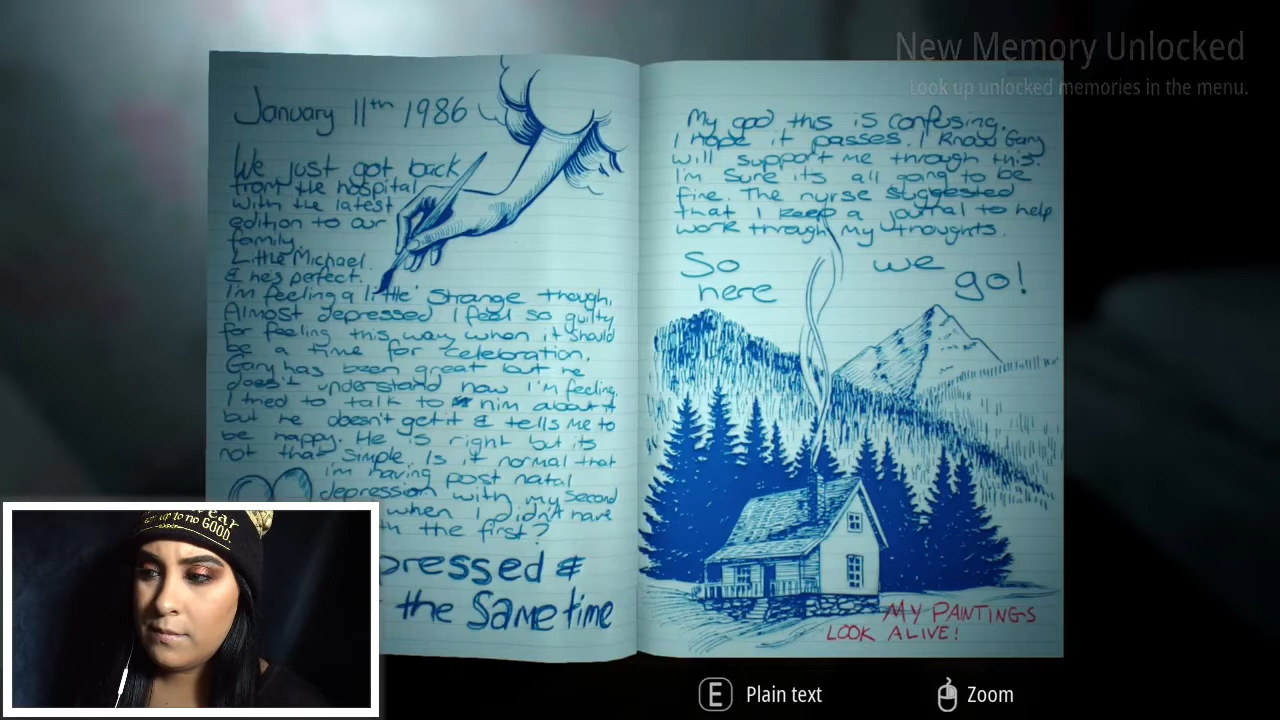 New Memory Unlocked
Look up unlocked memories in the menu.
January 11th 1986
We just got back
from the hospital
with the latest
edition to our
family.
Little Michael
& he's perfect.
I'm feeling a little strange though,
Almost depressed I feel so guilty
for feeling this way when it should
be a time for celebration.
Gary has been great but he
doesn't understand how I'm feeling,
I tried to talk to him about it
but he doesn't get it & tells me to
be happy. He is right but its
not that simple. Is it normal that
i'm having post natal
depression with my second
when I didn't have
the first?
pressed &
the Same time
My god this is confusing.
I hope it passes. I know Gary
will support me through this.
I'm sure its all going to be
fine. The nurse suggested
that I keep a journal to help
work through my thoughts.
So we go!
here
MY PAINTINGS
LOOK ALIVE!
up to no GOOD.
E Plain text
Zoom